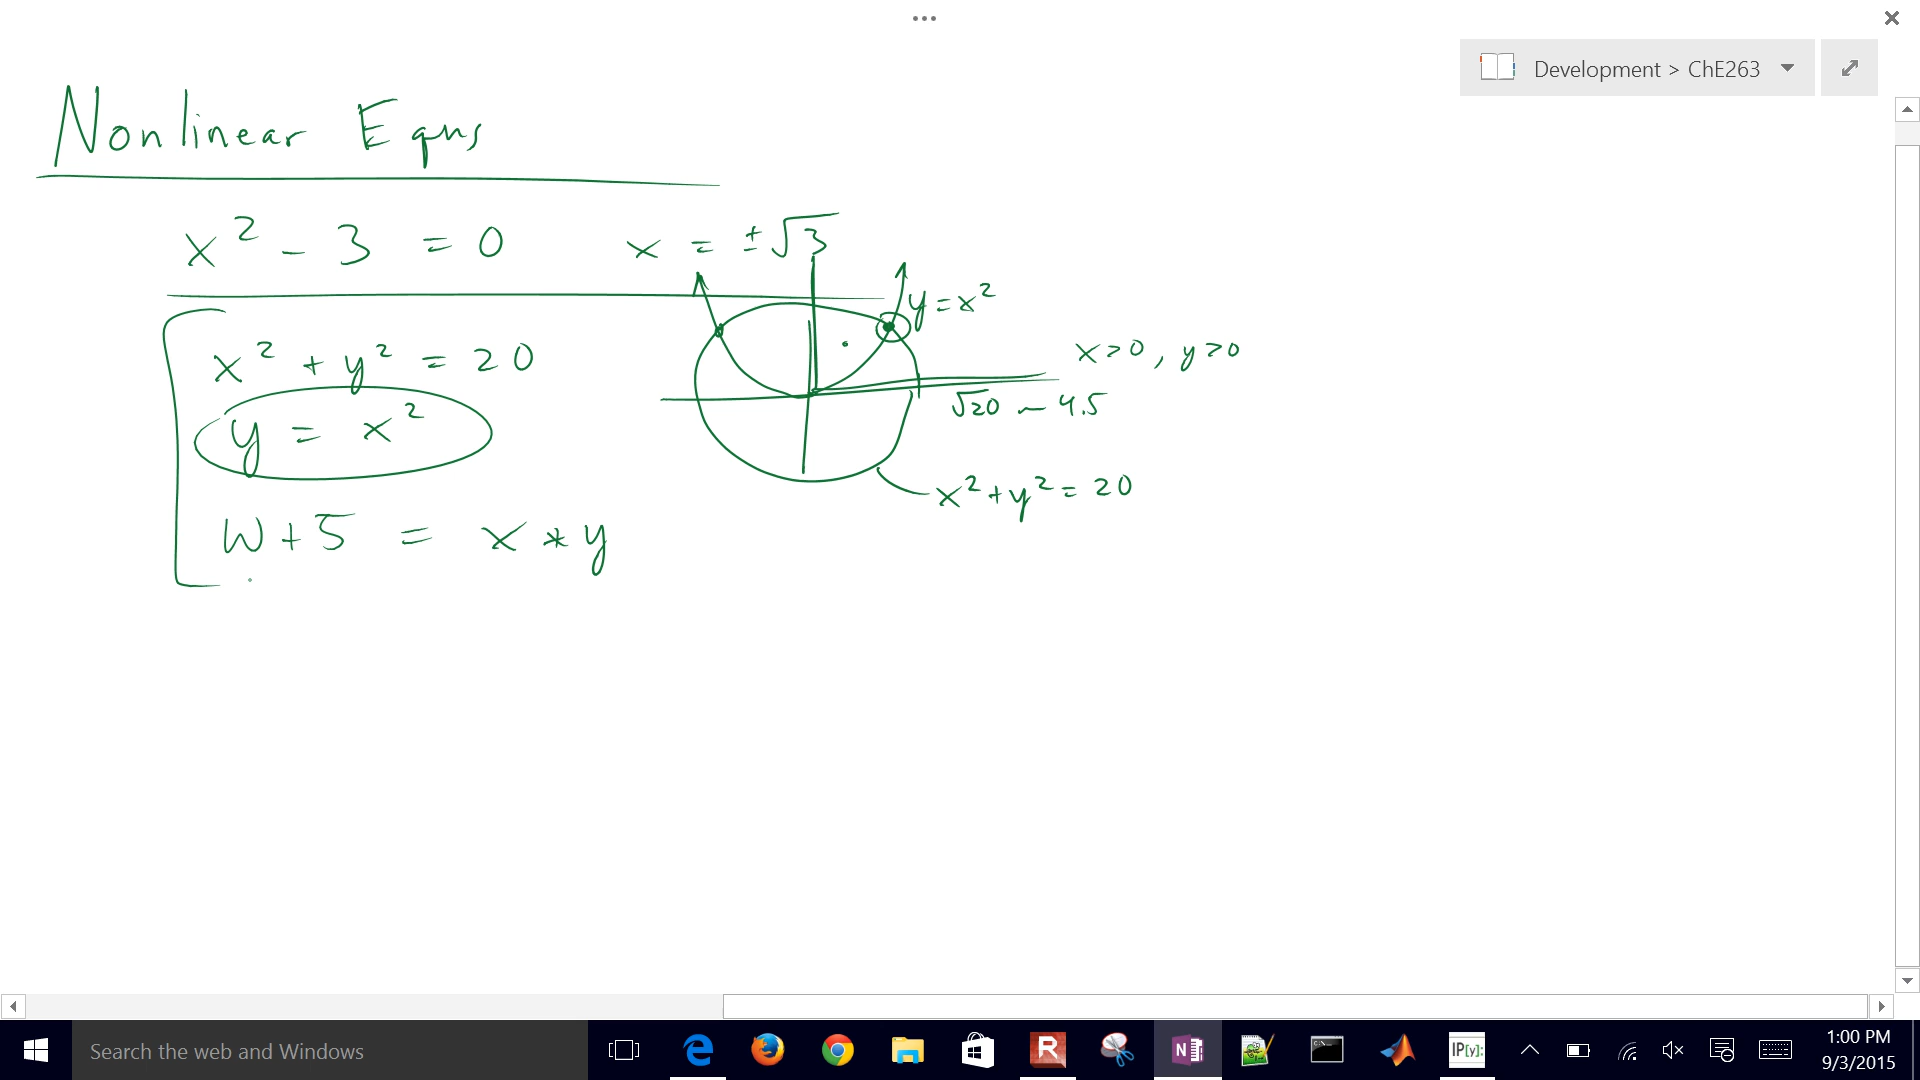 Development > ChE263
Nonlinear Eqns
x² - 3 = 0   x = ±√3
y = x²
x² + y² = 20
x>0, y>0
√20 ~ 4.5
y = x²
x²+y² = 20
W+5 = x * y
Search the web and Windows
IP[y]:
1:00 PM
9/3/2015